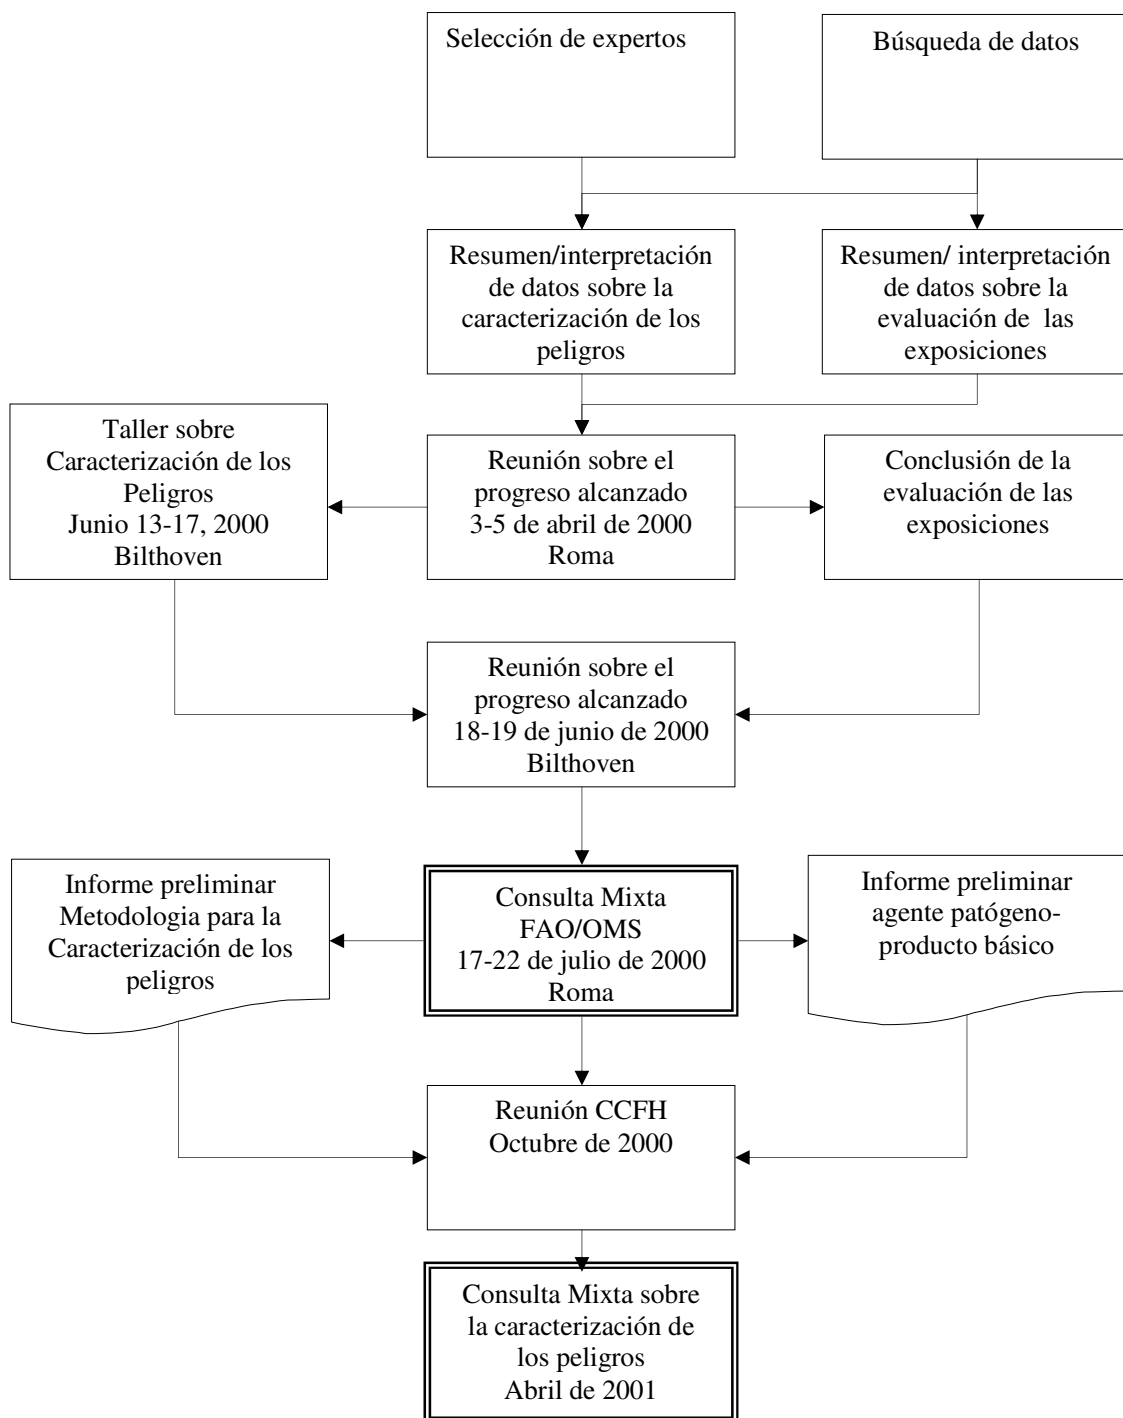 Selección de expertos
Búsqueda de datos
Resumen/interpretación
de datos sobre la
caracterización de los
peligros
Resumen/ interpretación
de datos sobre la
evaluación de  las
exposiciones
Taller sobre
Caracterización de los
Peligros
Junio 13-17, 2000
Bilthoven
Reunión sobre el
progreso alcanzado
3-5 de abril de 2000
Roma
Conclusión de la
evaluación de las
exposiciones
Reunión sobre el
progreso alcanzado
18-19 de junio de 2000
Bilthoven
Informe preliminar
Metodologia para la
Caracterización de los
peligros
Consulta Mixta
FAO/OMS
17-22 de julio de 2000
Roma
Informe preliminar
agente patógeno-
producto básico
Reunión CCFH
Octubre de 2000
Consulta Mixta sobre
la caracterización de
los peligros
Abril de 2001